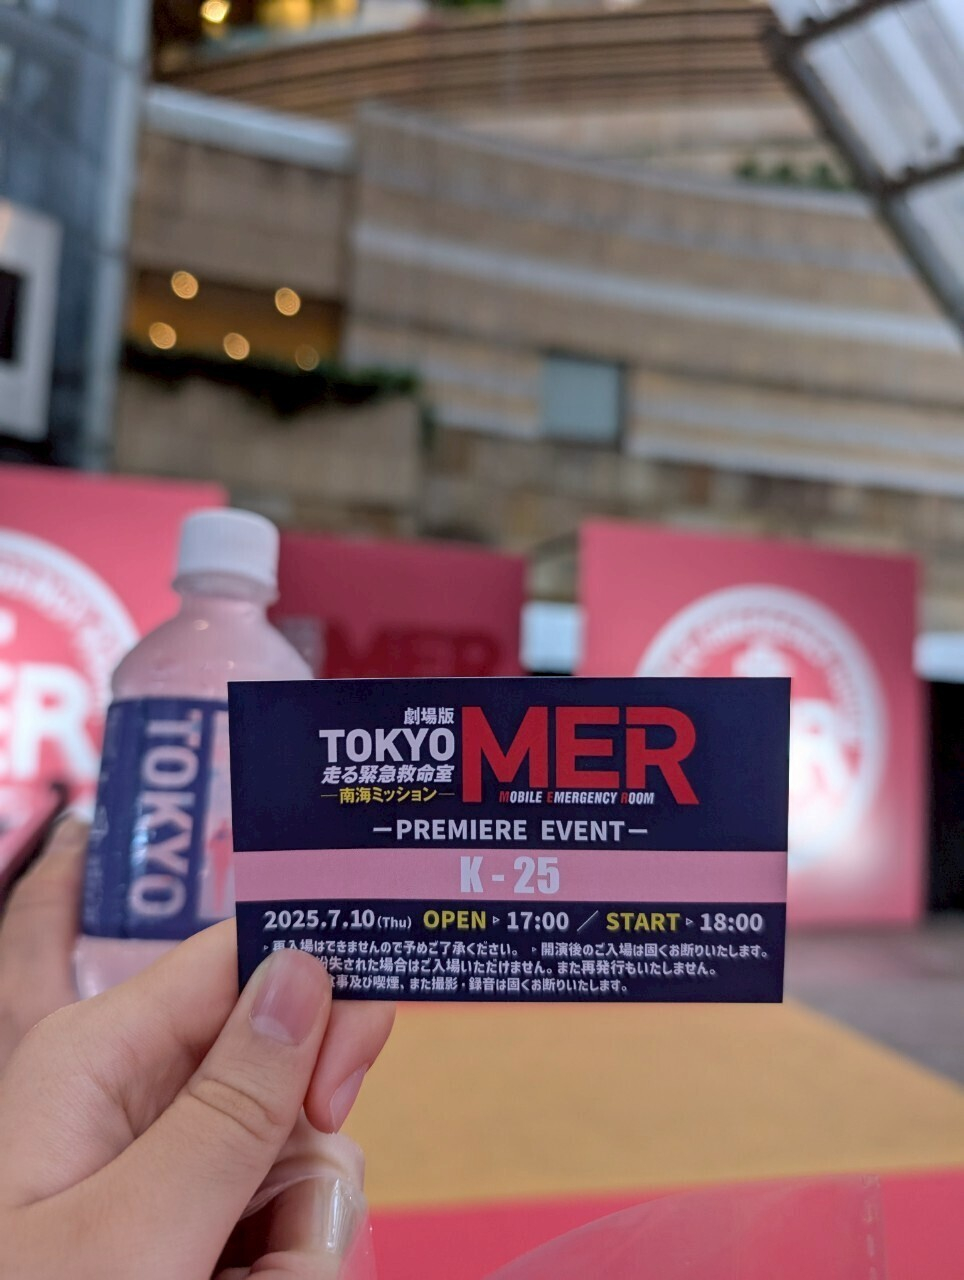 劇場版
TOKYO MER
走る緊急救命室
―南海ミッション―
MOBILE EMERGENCY ROOM
―PREMIERE EVENT―
K - 25
2025.7.10(Thu) OPEN▹17:00 / START▹18:00
▹再入場はできませんので予めご了承ください。 ▹開演後のご入場は固くお断りいたします。
紛失された場合はご入場いただけません。また再発行もいたしません。
食事及び喫煙、また撮影・録音は固くお断りいたします。
TOKYO
MER
ER
ER